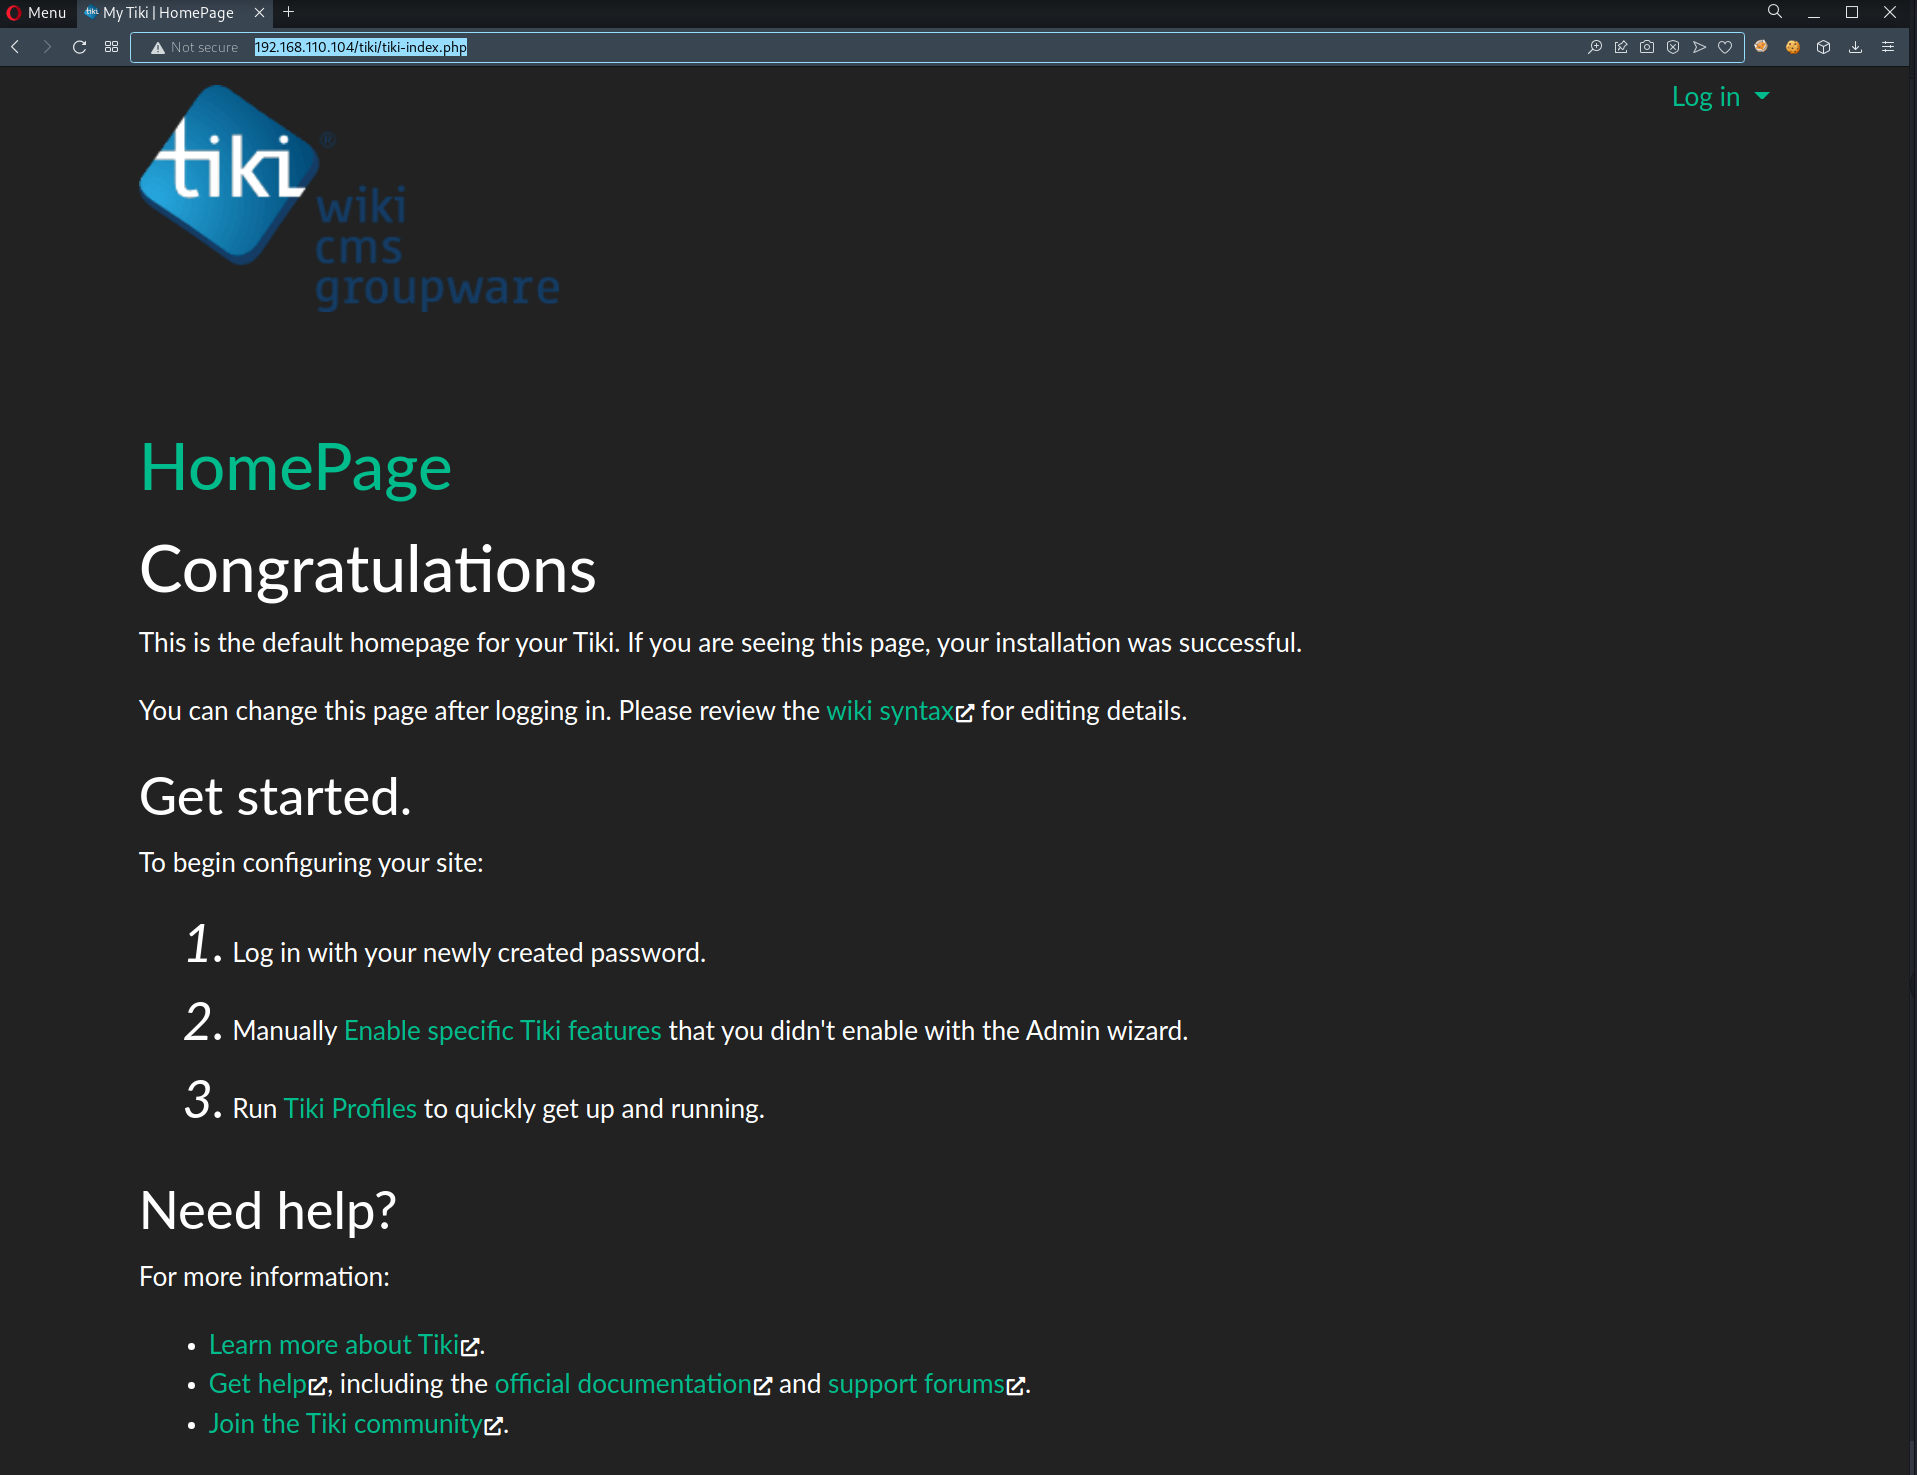 Menu
My Tiki | HomePage
Not secure 192.168.110.104/tiki/tiki-index.php
Log in
tiki®
wiki
cms
groupware
HomePage
Congratulations
This is the default homepage for your Tiki. If you are seeing this page, your installation was successful.
You can change this page after logging in. Please review the wiki syntax for editing details.
Get started.
To begin configuring your site:
1. Log in with your newly created password.
2. Manually Enable specific Tiki features that you didn't enable with the Admin wizard.
3. Run Tiki Profiles to quickly get up and running.
Need help?
For more information:
• Learn more about Tiki.
• Get help, including the official documentation and support forums.
• Join the Tiki community.